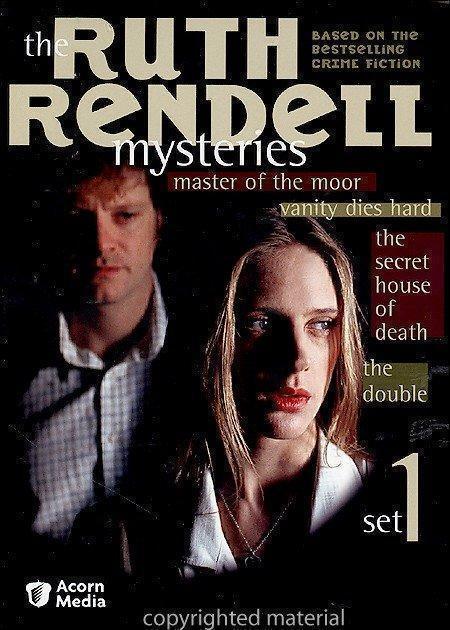 the RUTH
RENDELL
BASED ON THE
BESTSELLING
CRIME FICTION
mysteries
master of the moor
vanity dies hard
the
secret
house
of
death
the
double
set 1
Acorn
Media
copyrighted material